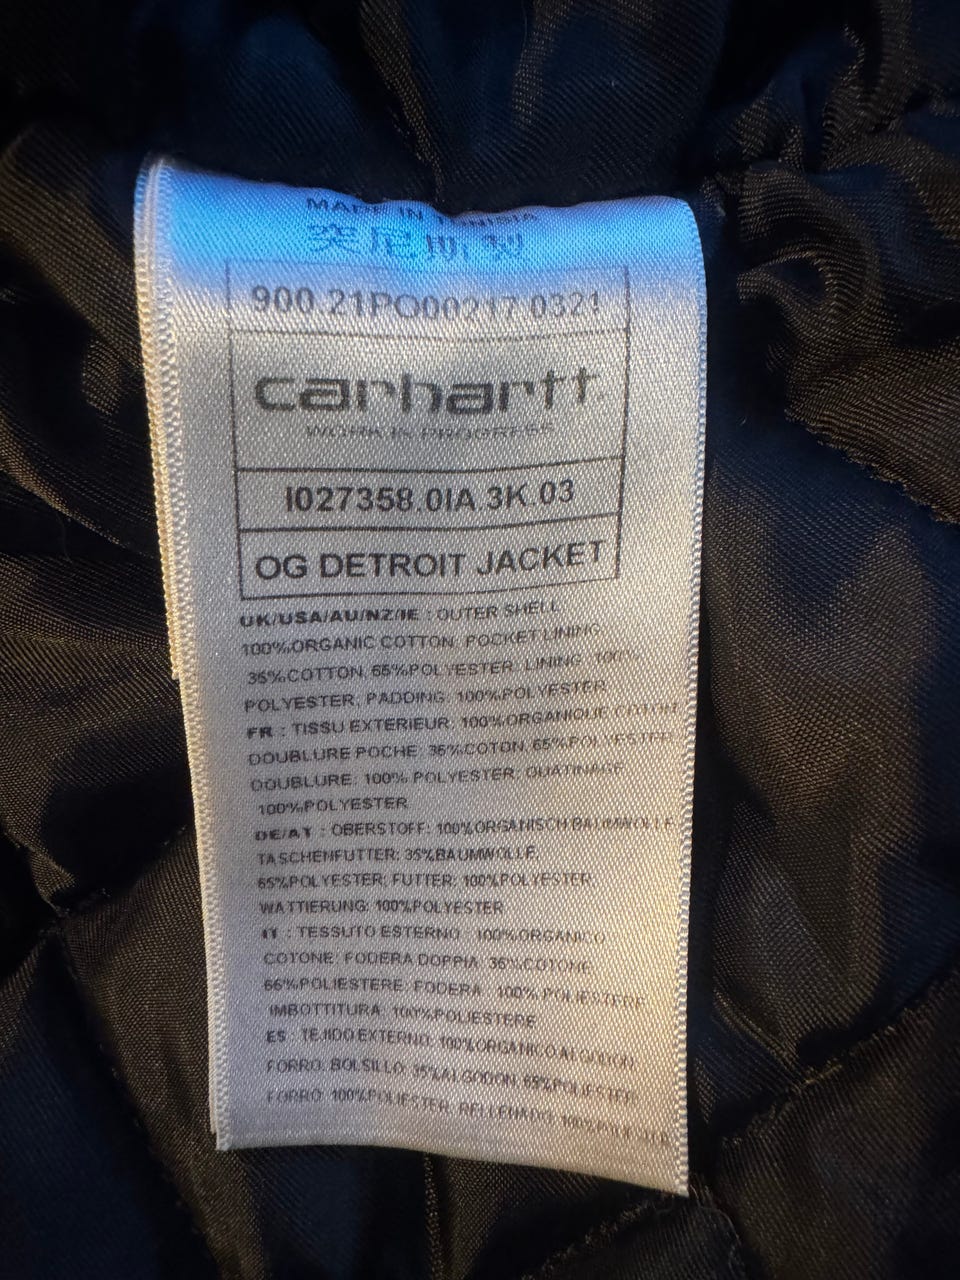 MADE IN TUNISIA
突尼斯 制
900.21PO00217.0321
carhartt.
WORK IN PROGRESS
I027358.0IA.3K.03
OG DETROIT JACKET
UK/USA/AU/NZ/IE : OUTER SHELL
100%ORGANIC COTTON; POCKET LINING:
35%COTTON, 65%POLYESTER; LINING: 100%
POLYESTER; PADDING: 100%POLYESTER
FR : TISSU EXTERIEUR: 100%ORGANIQUE COTON
DOUBLURE POCHE: 35%COTON, 65%POLYESTER
DOUBLURE: 100% POLYESTER; OUATINAGE
100%POLYESTER
DE/AT : OBERSTOFF: 100%ORGANISCH BAUMWOLLE
TASCHENFUTTER: 35%BAUMWOLLE,
65%POLYESTER; FUTTER: 100%POLYESTER;
WATTIERUNG: 100%POLYESTER
IT : TESSUTO ESTERNO : 100%ORGANICO
COTONE; FODERA DOPPIA: 35%COTONE
65%POLIESTERE; FODERA: 100% POLIESTERE
IMBOTTITURA: 100%POLIESTERE
ES : TEJIDO EXTERNO: 100%ORGANICO ALGODON
FORRO. BOLSILLO: 35%ALGODON, 65%POLIESTER;
FORRO: 100%POLIESTER; RELLENADO: 100%POLIESTER